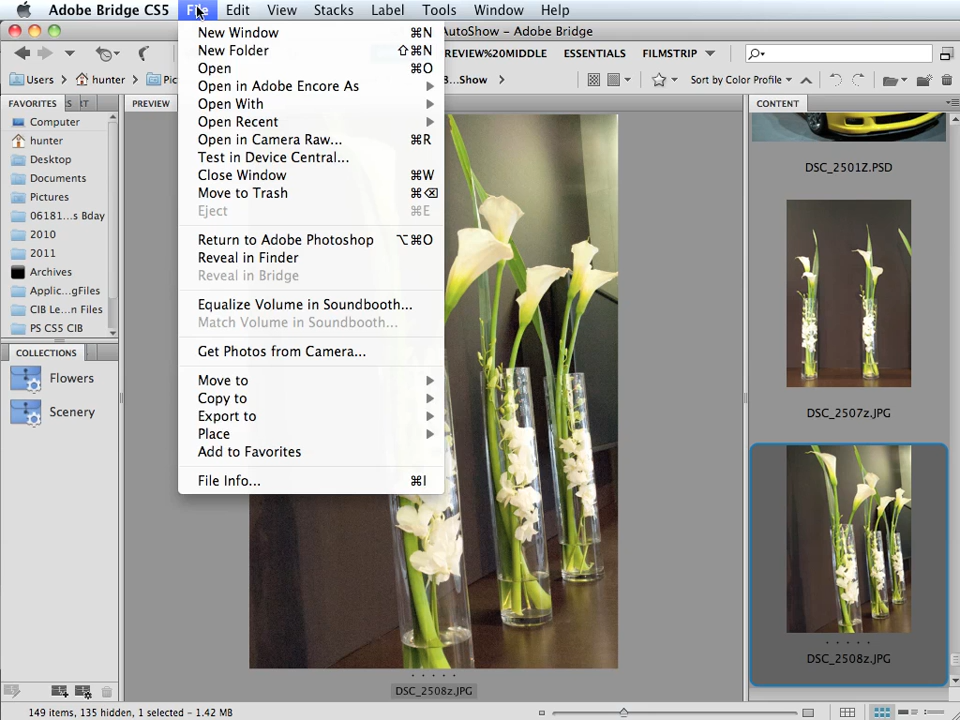 Adobe Bridge CS5 File Edit View Stacks Label Tools Window Help
AutoShow – Adobe Bridge
REVIEW%20MIDDLE ESSENTIALS FILMSTRIP
Users hunter Pic B...Show Sort by Color Profile
FAVORITES PREVIEW CONTENT
Computer
hunter
Desktop
Documents
Pictures
06181...s Bday
2010
2011
Archives
Applic...gFiles
CIB Le...n Files
PS CS5 CIB
COLLECTIONS
Flowers
Scenery
New Window ⌘N
New Folder ⇧⌘N
Open ⌘O
Open in Adobe Encore As
Open With
Open Recent
Open in Camera Raw... ⌘R
Test in Device Central...
Close Window ⌘W
Move to Trash ⌘⌫
Eject ⌘E
Return to Adobe Photoshop ⌥⌘O
Reveal in Finder
Reveal in Bridge
Equalize Volume in Soundbooth...
Match Volume in Soundbooth...
Get Photos from Camera...
Move to
Copy to
Export to
Place
Add to Favorites
File Info... ⌘I
DSC_2508z.JPG
DSC_2501Z.PSD
DSC_2507z.JPG
DSC_2508z.JPG
149 items, 135 hidden, 1 selected – 1.42 MB